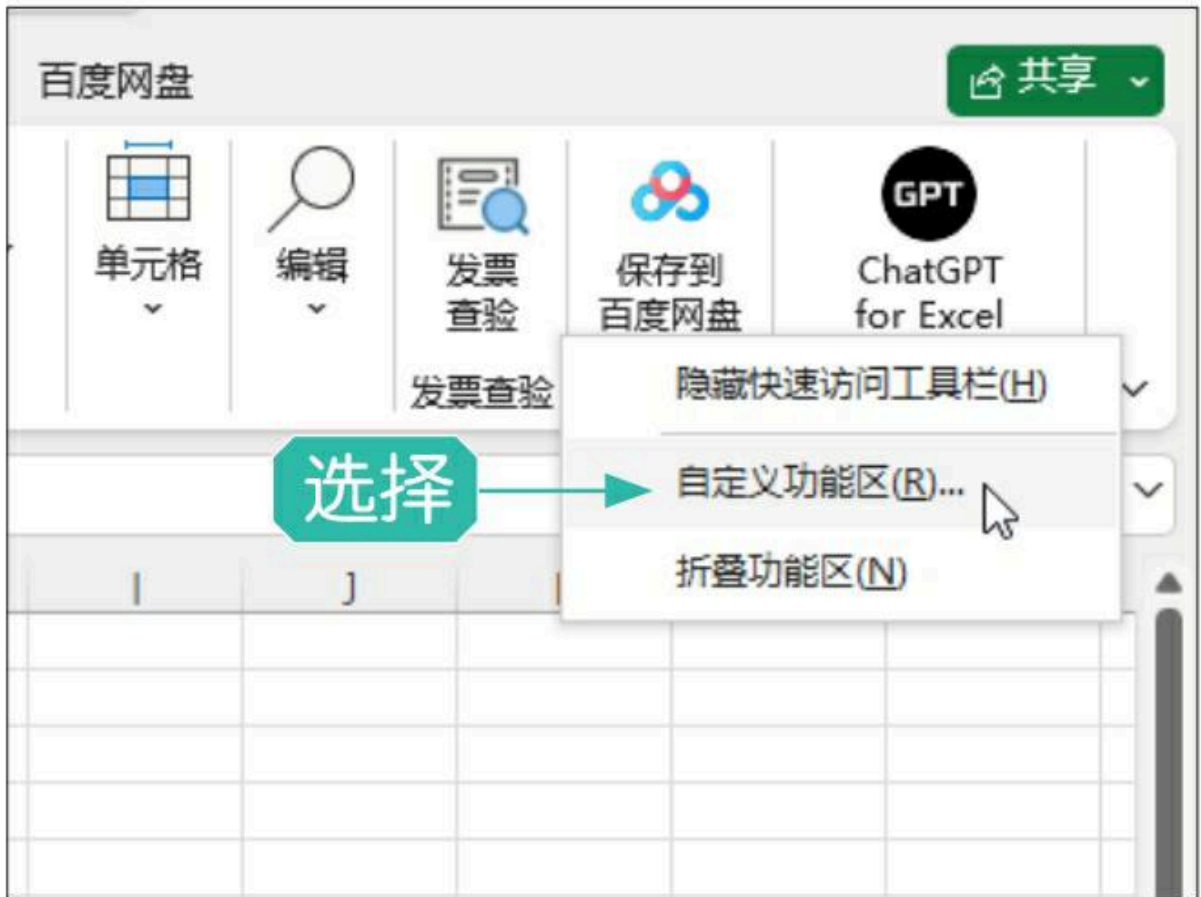 百度网盘
共享
单元格
编辑
发票
查验
保存到
百度网盘
GPT
ChatGPT
for Excel
发票查验
隐藏快速访问工具栏(H)
选择
自定义功能区(R)...
折叠功能区(N)
I
J